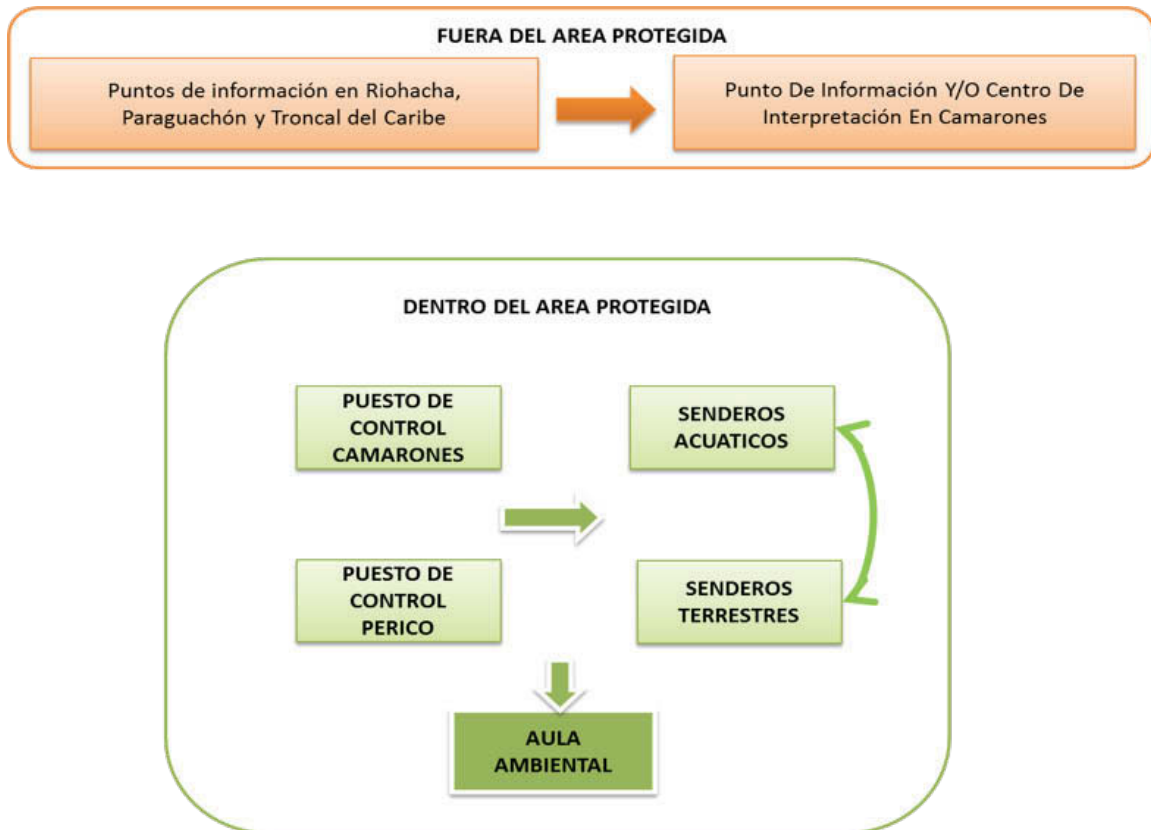 FUERA DEL AREA PROTEGIDA
Puntos de información en Riohacha,
Paraguachón y Troncal del Caribe
Punto De Información Y/O Centro De
Interpretación En Camarones
DENTRO DEL AREA PROTEGIDA
PUESTO DE
CONTROL
CAMARONES
SENDEROS
ACUATICOS
PUESTO DE
CONTROL
PERICO
SENDEROS
TERRESTRES
AULA
AMBIENTAL